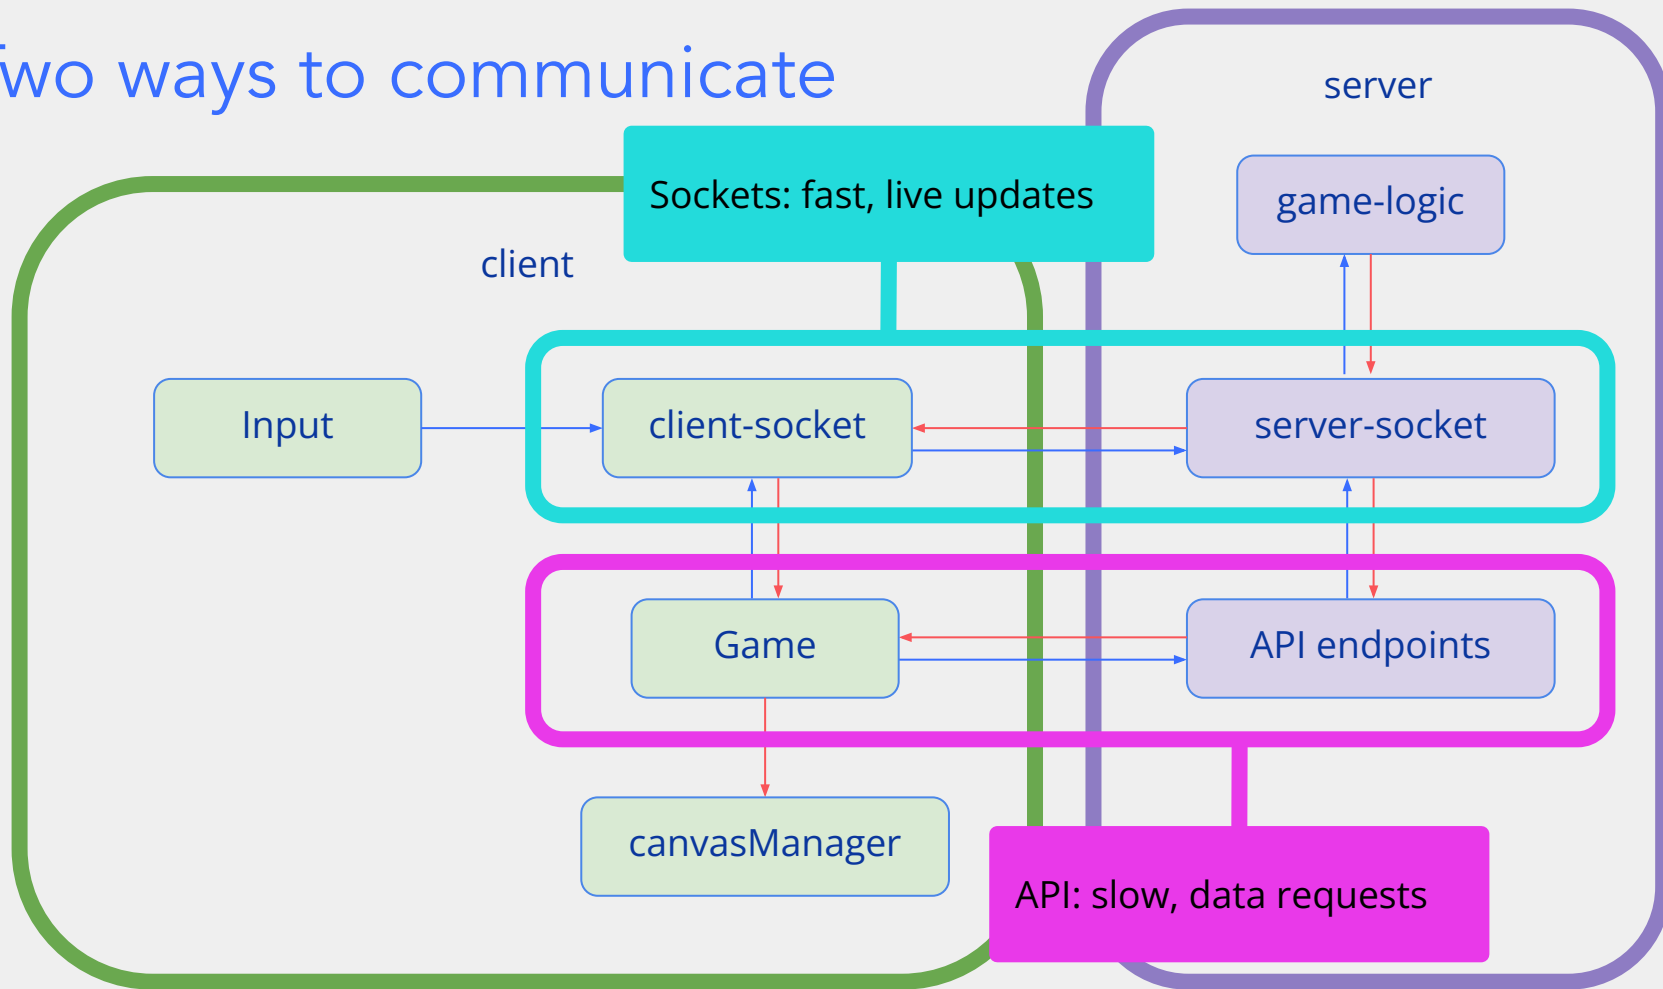 Two ways to communicate
server
Sockets: fast, live updates
game-logic
client
Input
client-socket
server-socket
Game
API endpoints
canvasManager
API: slow, data requests